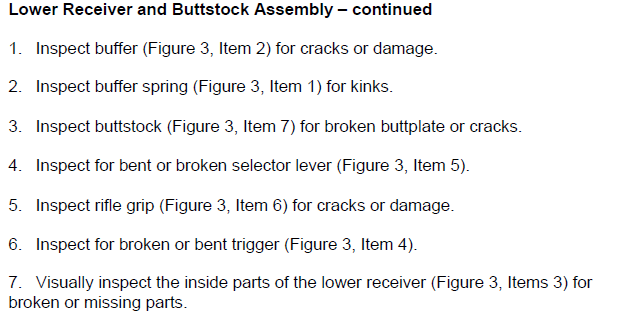 Lower Receiver and Buttstock Assembly – continued
1. Inspect buffer (Figure 3, Item 2) for cracks or damage.
2. Inspect buffer spring (Figure 3, Item 1) for kinks.
3. Inspect buttstock (Figure 3, Item 7) for broken buttplate or cracks.
4. Inspect for bent or broken selector lever (Figure 3, Item 5).
5. Inspect rifle grip (Figure 3, Item 6) for cracks or damage.
6. Inspect for broken or bent trigger (Figure 3, Item 4).
7. Visually inspect the inside parts of the lower receiver (Figure 3, Items 3) for
broken or missing parts.